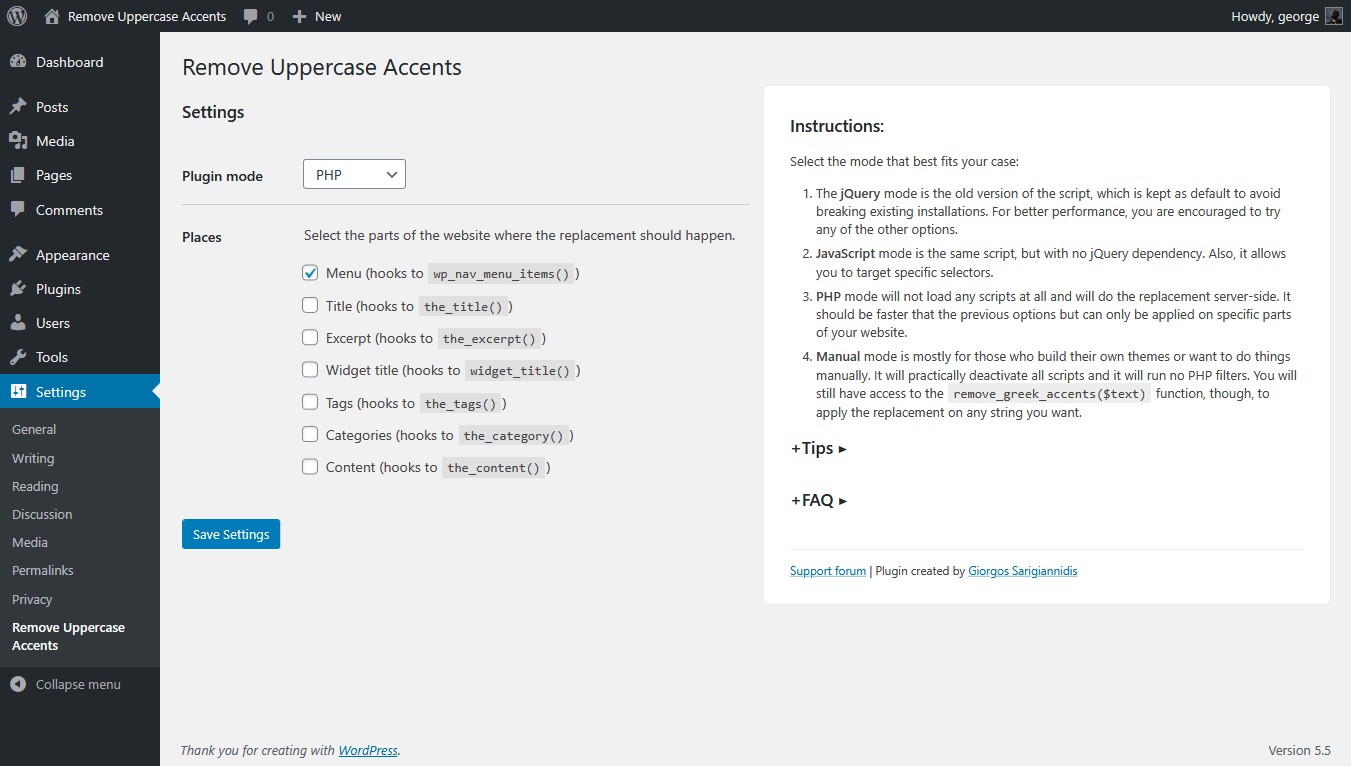 Remove Uppercase Accents 0 New Howdy, george
Dashboard
Posts
Media
Pages
Comments
Appearance
Plugins
Users
Tools
Settings
General
Writing
Reading
Discussion
Media
Permalinks
Privacy
Remove Uppercase
Accents
Collapse menu
Remove Uppercase Accents
Settings
Plugin mode PHP
Places Select the parts of the website where the replacement should happen.
Menu (hooks to wp_nav_menu_items() )
Title (hooks to the_title() )
Excerpt (hooks to the_excerpt() )
Widget title (hooks to widget_title() )
Tags (hooks to the_tags() )
Categories (hooks to the_category() )
Content (hooks to the_content() )
Save Settings
Instructions:
Select the mode that best fits your case:
1. The jQuery mode is the old version of the script, which is kept as default to avoid
breaking existing installations. For better performance, you are encouraged to try
any of the other options.
2. JavaScript mode is the same script, but with no jQuery dependency. Also, it allows
you to target specific selectors.
3. PHP mode will not load any scripts at all and will do the replacement server-side. It
should be faster that the previous options but can only be applied on specific parts
of your website.
4. Manual mode is mostly for those who build their own themes or want to do things
manually. It will practically deactivate all scripts and it will run no PHP filters. You will
still have access to the remove_greek_accents($text) function, though, to
apply the replacement on any string you want.
+Tips ►
+FAQ ►
Support forum | Plugin created by Giorgos Sarigiannidis
Thank you for creating with WordPress. Version 5.5